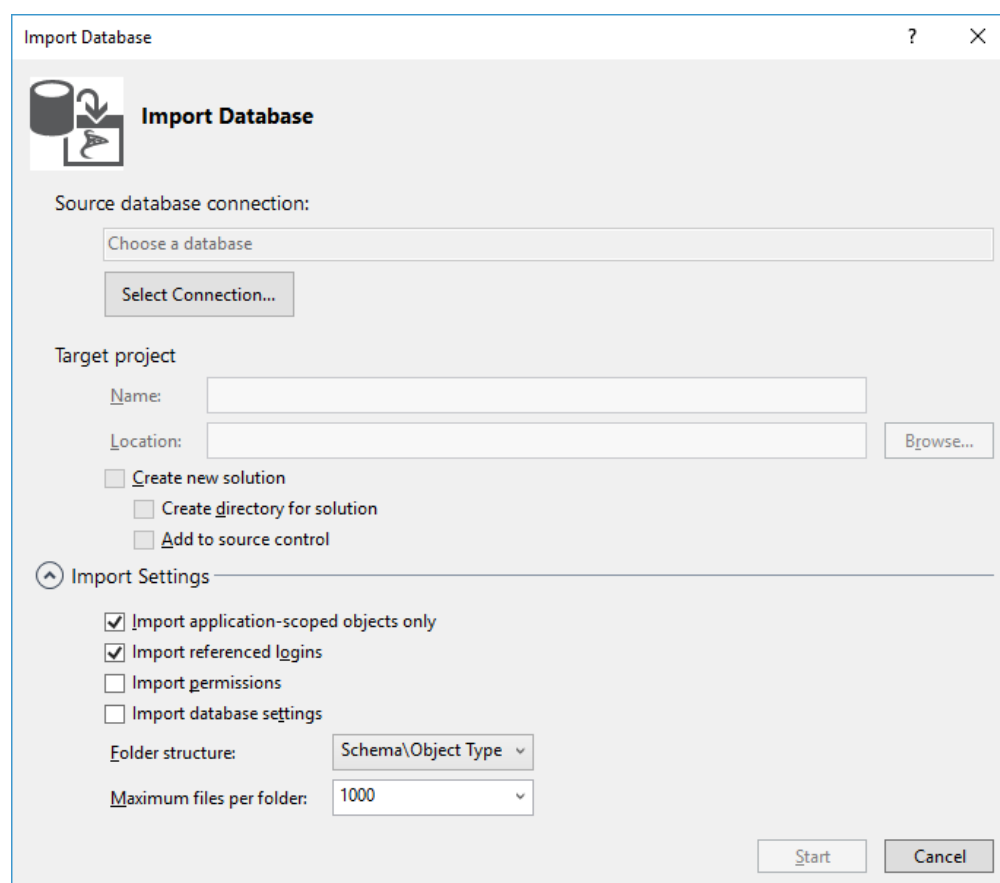 Import Database
?
Import Database
Source database connection:
Choose a database
Select Connection...
Target project
Name:
Location:
Browse...
Create new solution
Create directory for solution
Add to source control
Import Settings
Import application-scoped objects only
Import referenced logins
Import permissions
Import database settings
Folder structure: Schema\Object Type
Maximum files per folder: 1000
Start Cancel